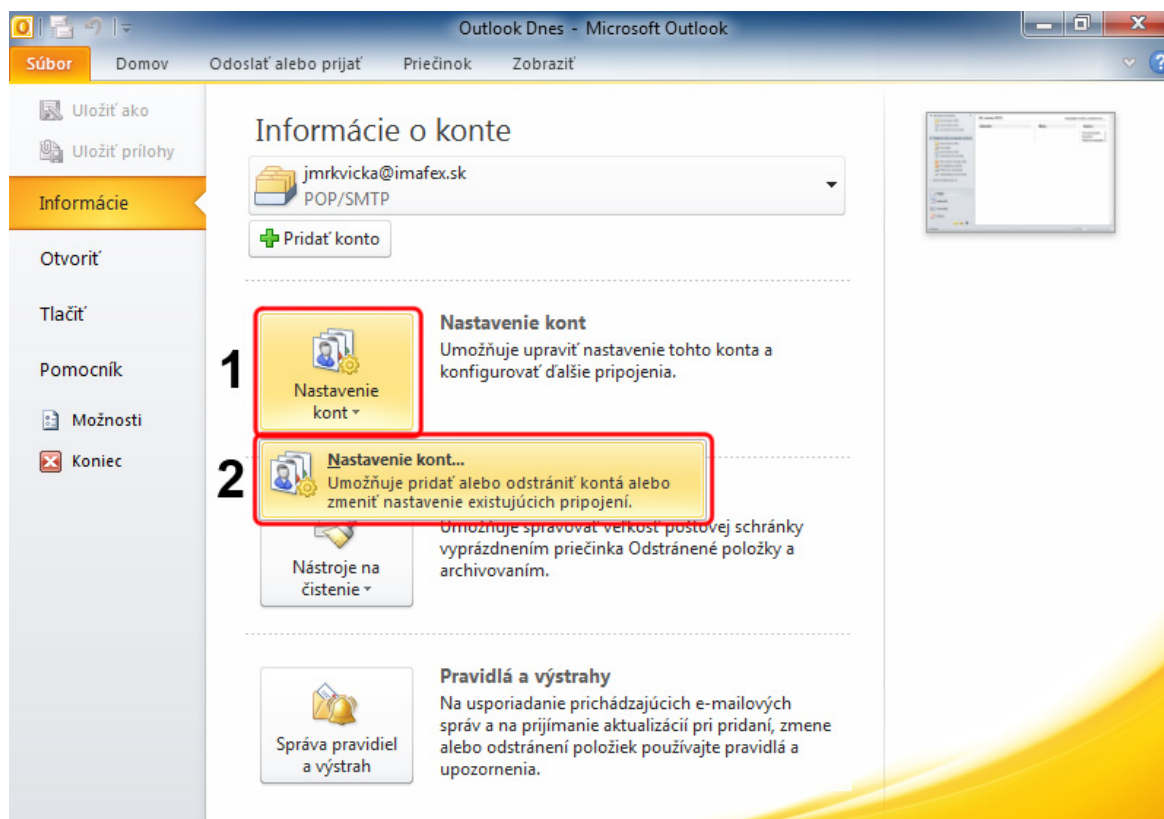 Outlook Dnes - Microsoft Outlook
Súbor Domov Odoslať alebo prijať Priečinok Zobraziť
Uložiť ako
Uložiť prílohy
Informácie
Otvoriť
Tlačiť
Pomocník
Možnosti
Koniec
Informácie o konte
jmrkvicka@imafex.sk
POP/SMTP
Pridať konto
1
Nastavenie
kont
Nastavenie kont
Umožňuje upraviť nastavenie tohto konta a
konfigurovať ďalšie pripojenia.
2
Nastavenie kont...
Umožňuje pridať alebo odstrániť kontá alebo
zmeniť nastavenie existujúcich pripojení.
Nástroje na
čistenie
Umožňuje spravovať veľkosť poštovej schránky
vyprázdnením priečinka Odstránené položky a
archivovaním.
Správa pravidiel
a výstrah
Pravidlá a výstrahy
Na usporiadanie prichádzajúcich e-mailových
správ a na prijímanie aktualizácií pri pridaní, zmene
alebo odstránení položiek používajte pravidlá a
upozornenia.